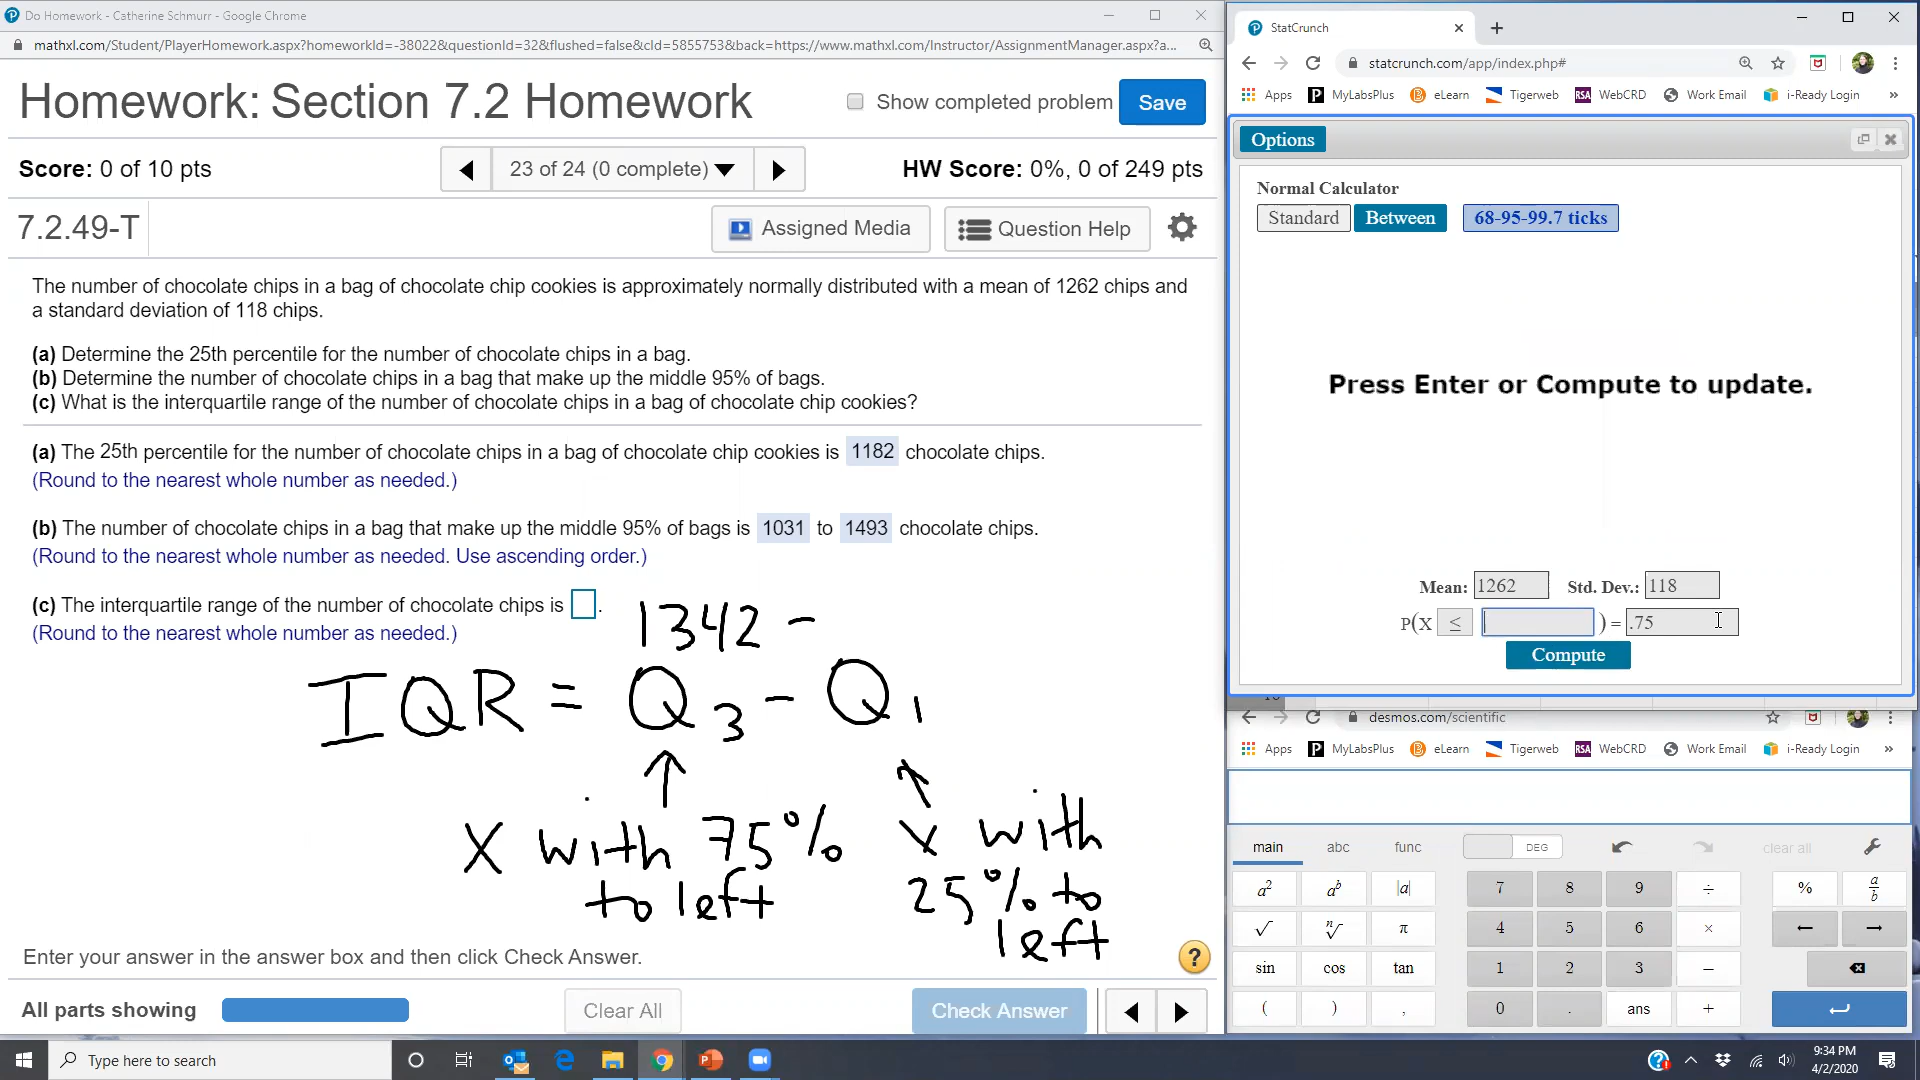 Do Homework - Catherine Schmurr - Google Chrome
mathxl.com/Student/PlayerHomework.aspx?homeworkId=-38022&questionId=32&flushed=false&cId=5855753&back=https://www.mathxl.com/Instructor/AssignmentManager.aspx?a...
Homework: Section 7.2 Homework
Show completed problem
Save
Score: 0 of 10 pts
23 of 24 (0 complete)
HW Score: 0%, 0 of 249 pts
7.2.49-T
Assigned Media
Question Help
The number of chocolate chips in a bag of chocolate chip cookies is approximately normally distributed with a mean of 1262 chips and
a standard deviation of 118 chips.
(a) Determine the 25th percentile for the number of chocolate chips in a bag.
(b) Determine the number of chocolate chips in a bag that make up the middle 95% of bags.
(c) What is the interquartile range of the number of chocolate chips in a bag of chocolate chip cookies?
(a) The 25th percentile for the number of chocolate chips in a bag of chocolate chip cookies is 1182 chocolate chips.
(Round to the nearest whole number as needed.)
(b) The number of chocolate chips in a bag that make up the middle 95% of bags is 1031 to 1493 chocolate chips.
(Round to the nearest whole number as needed. Use ascending order.)
(c) The interquartile range of the number of chocolate chips is .
(Round to the nearest whole number as needed.)
1342 -
IQR = Q3 - Q1
X with 75% to left
X with 25% to left
Enter your answer in the answer box and then click Check Answer.
?
All parts showing
Clear All
Check Answer
StatCrunch
statcrunch.com/app/index.php#
Apps MyLabsPlus eLearn Tigerweb WebCRD Work Email i-Ready Login »
Options
Normal Calculator
Standard Between 68-95-99.7 ticks
Press Enter or Compute to update.
Mean: 1262 Std. Dev.: 118
P(X ≤ ) = .75
Compute
desmos.com/scientific
Apps MyLabsPlus eLearn Tigerweb WebCRD Work Email i-Ready Login »
main abc func DEG clear all
a² aᵇ |a| 7 8 9 ÷ % a/b
√ ⁿ√ π 4 5 6 × ← →
sin cos tan 1 2 3 −
( ) , 0 . ans +
Type here to search
9:34 PM
4/2/2020